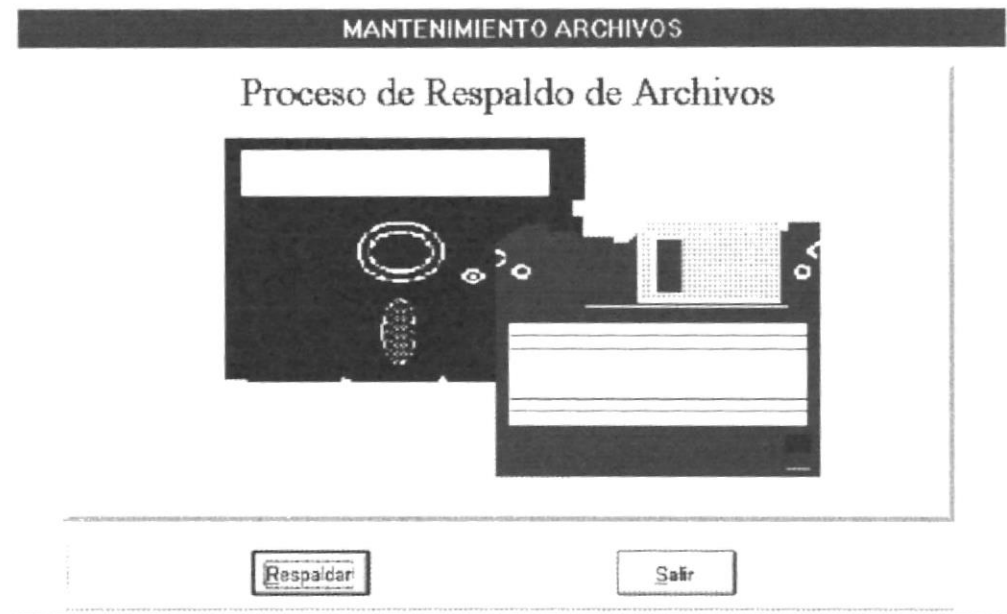 MANTENIMIENTO ARCHIVOS
Proceso de Respaldo de Archivos
Respaldar
Salir